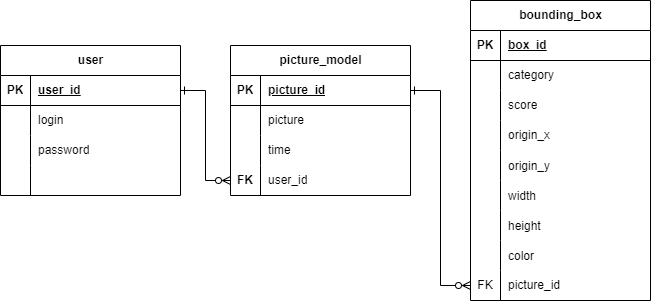 user
PK user_id
login
password
picture_model
PK picture_id
picture
time
FK user_id
bounding_box
PK box_id
category
score
origin_x
origin_y
width
height
color
FK picture_id